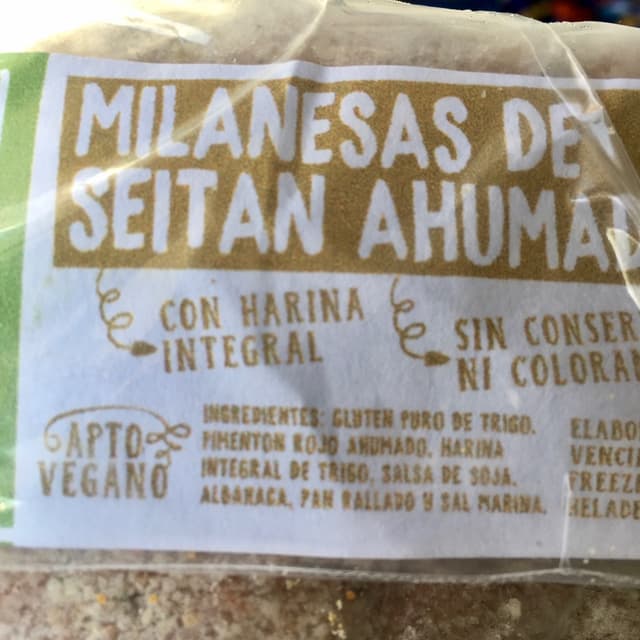 MILANESAS DE
SEITAN AHUMAD
CON HARINA
INTEGRAL
SIN CONSER
NI COLORAN
APTO
VEGANO
INGREDIENTES: GLUTEN PURO DE TRIGO,
PIMENTON ROJO AHUMADO, HARINA
INTEGRAL DE TRIGO, SALSA DE SOJA,
ALBAHACA, PAN RALLADO Y SAL MARINA.
ELABO
VENCI
FREEZ
HELADE